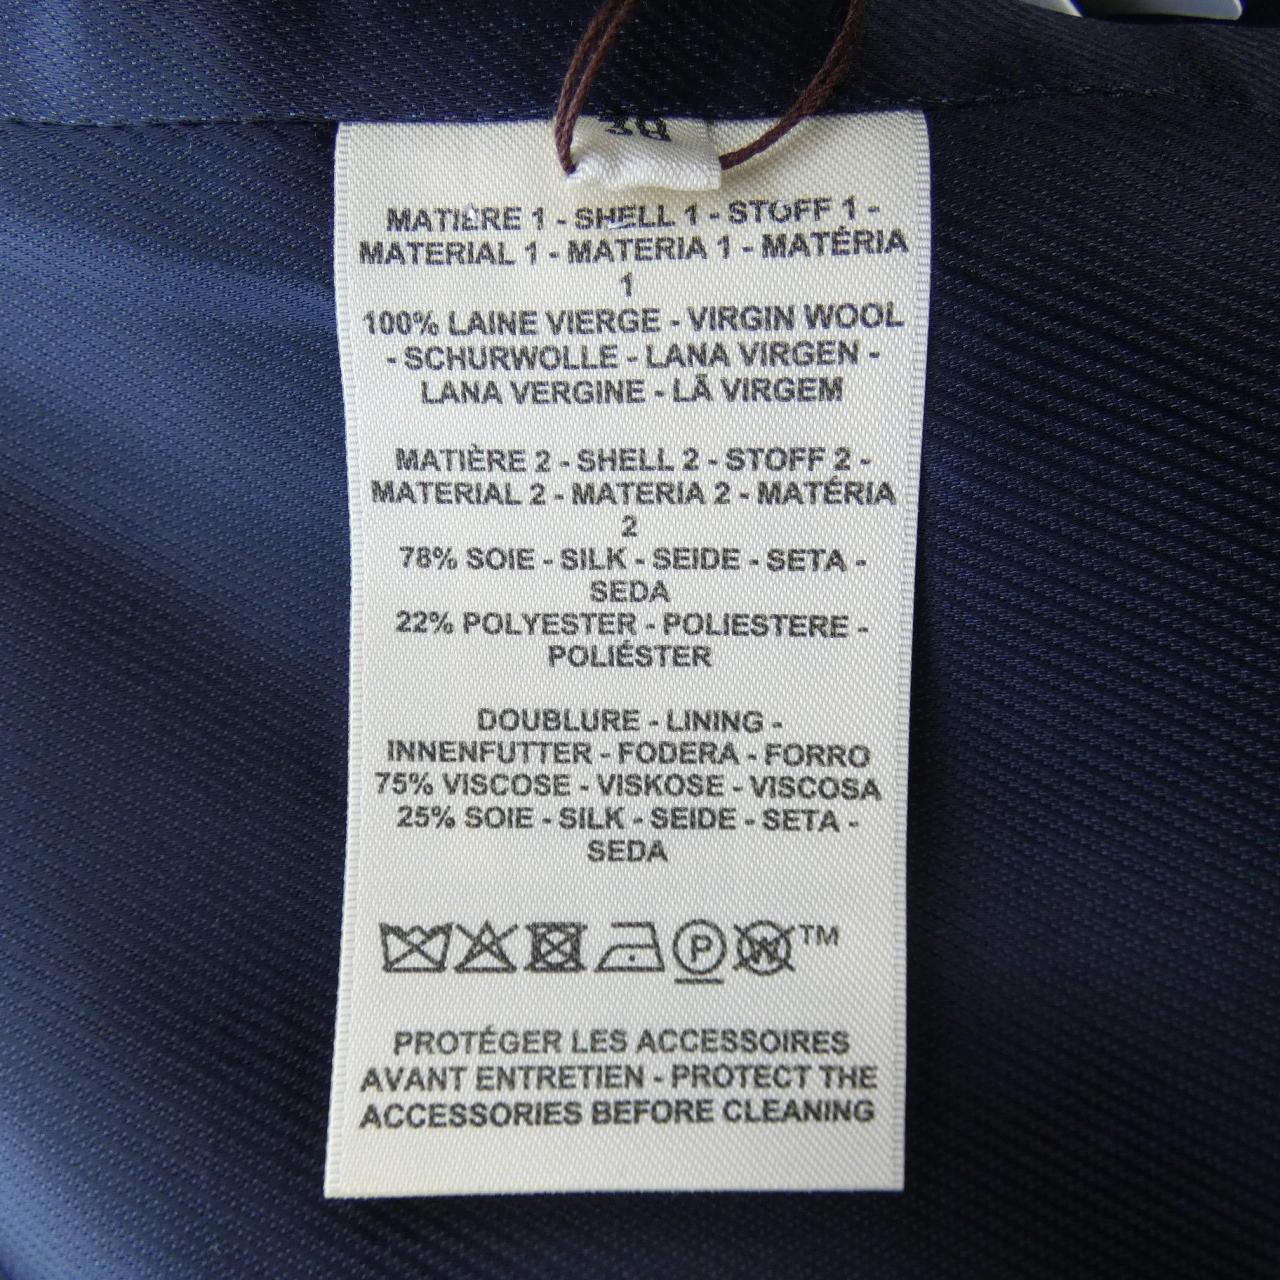 MATIÈRE 1 - SHELL 1 - STOFF 1 -
MATERIAL 1 - MATERIA 1 - MATÉRIA
1
100% LAINE VIERGE - VIRGIN WOOL
- SCHURWOLLE - LANA VIRGEN -
LANA VERGINE - LÃ VIRGEM
MATIÈRE 2 - SHELL 2 - STOFF 2 -
MATERIAL 2 - MATERIA 2 - MATÉRIA
2
78% SOIE - SILK - SEIDE - SETA -
SEDA
22% POLYESTER - POLIESTERE -
POLIÉSTER
DOUBLURE - LINING -
INNENFUTTER - FODERA - FORRO
75% VISCOSE - VISKOSE - VISCOSA
25% SOIE - SILK - SEIDE - SETA -
SEDA
P W TM
PROTÉGER LES ACCESSOIRES
AVANT ENTRETIEN - PROTECT THE
ACCESSORIES BEFORE CLEANING